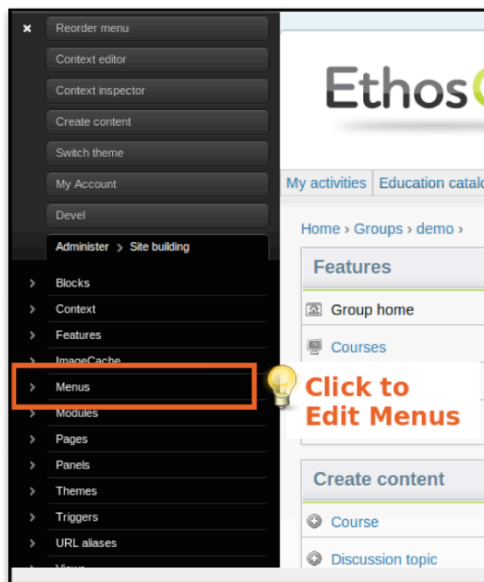 Reorder menu
Context editor
Context inspector
Create content
Switch theme
My Account
Devel
Administer > Site building
Blocks
Context
Features
ImageCache
Menus
Modules
Pages
Panels
Themes
Triggers
URL aliases
Views
Ethos
My activities
Education catal
Home › Groups › demo ›
Features
Group home
Courses
Click to
Edit Menus
Create content
Course
Discussion topic